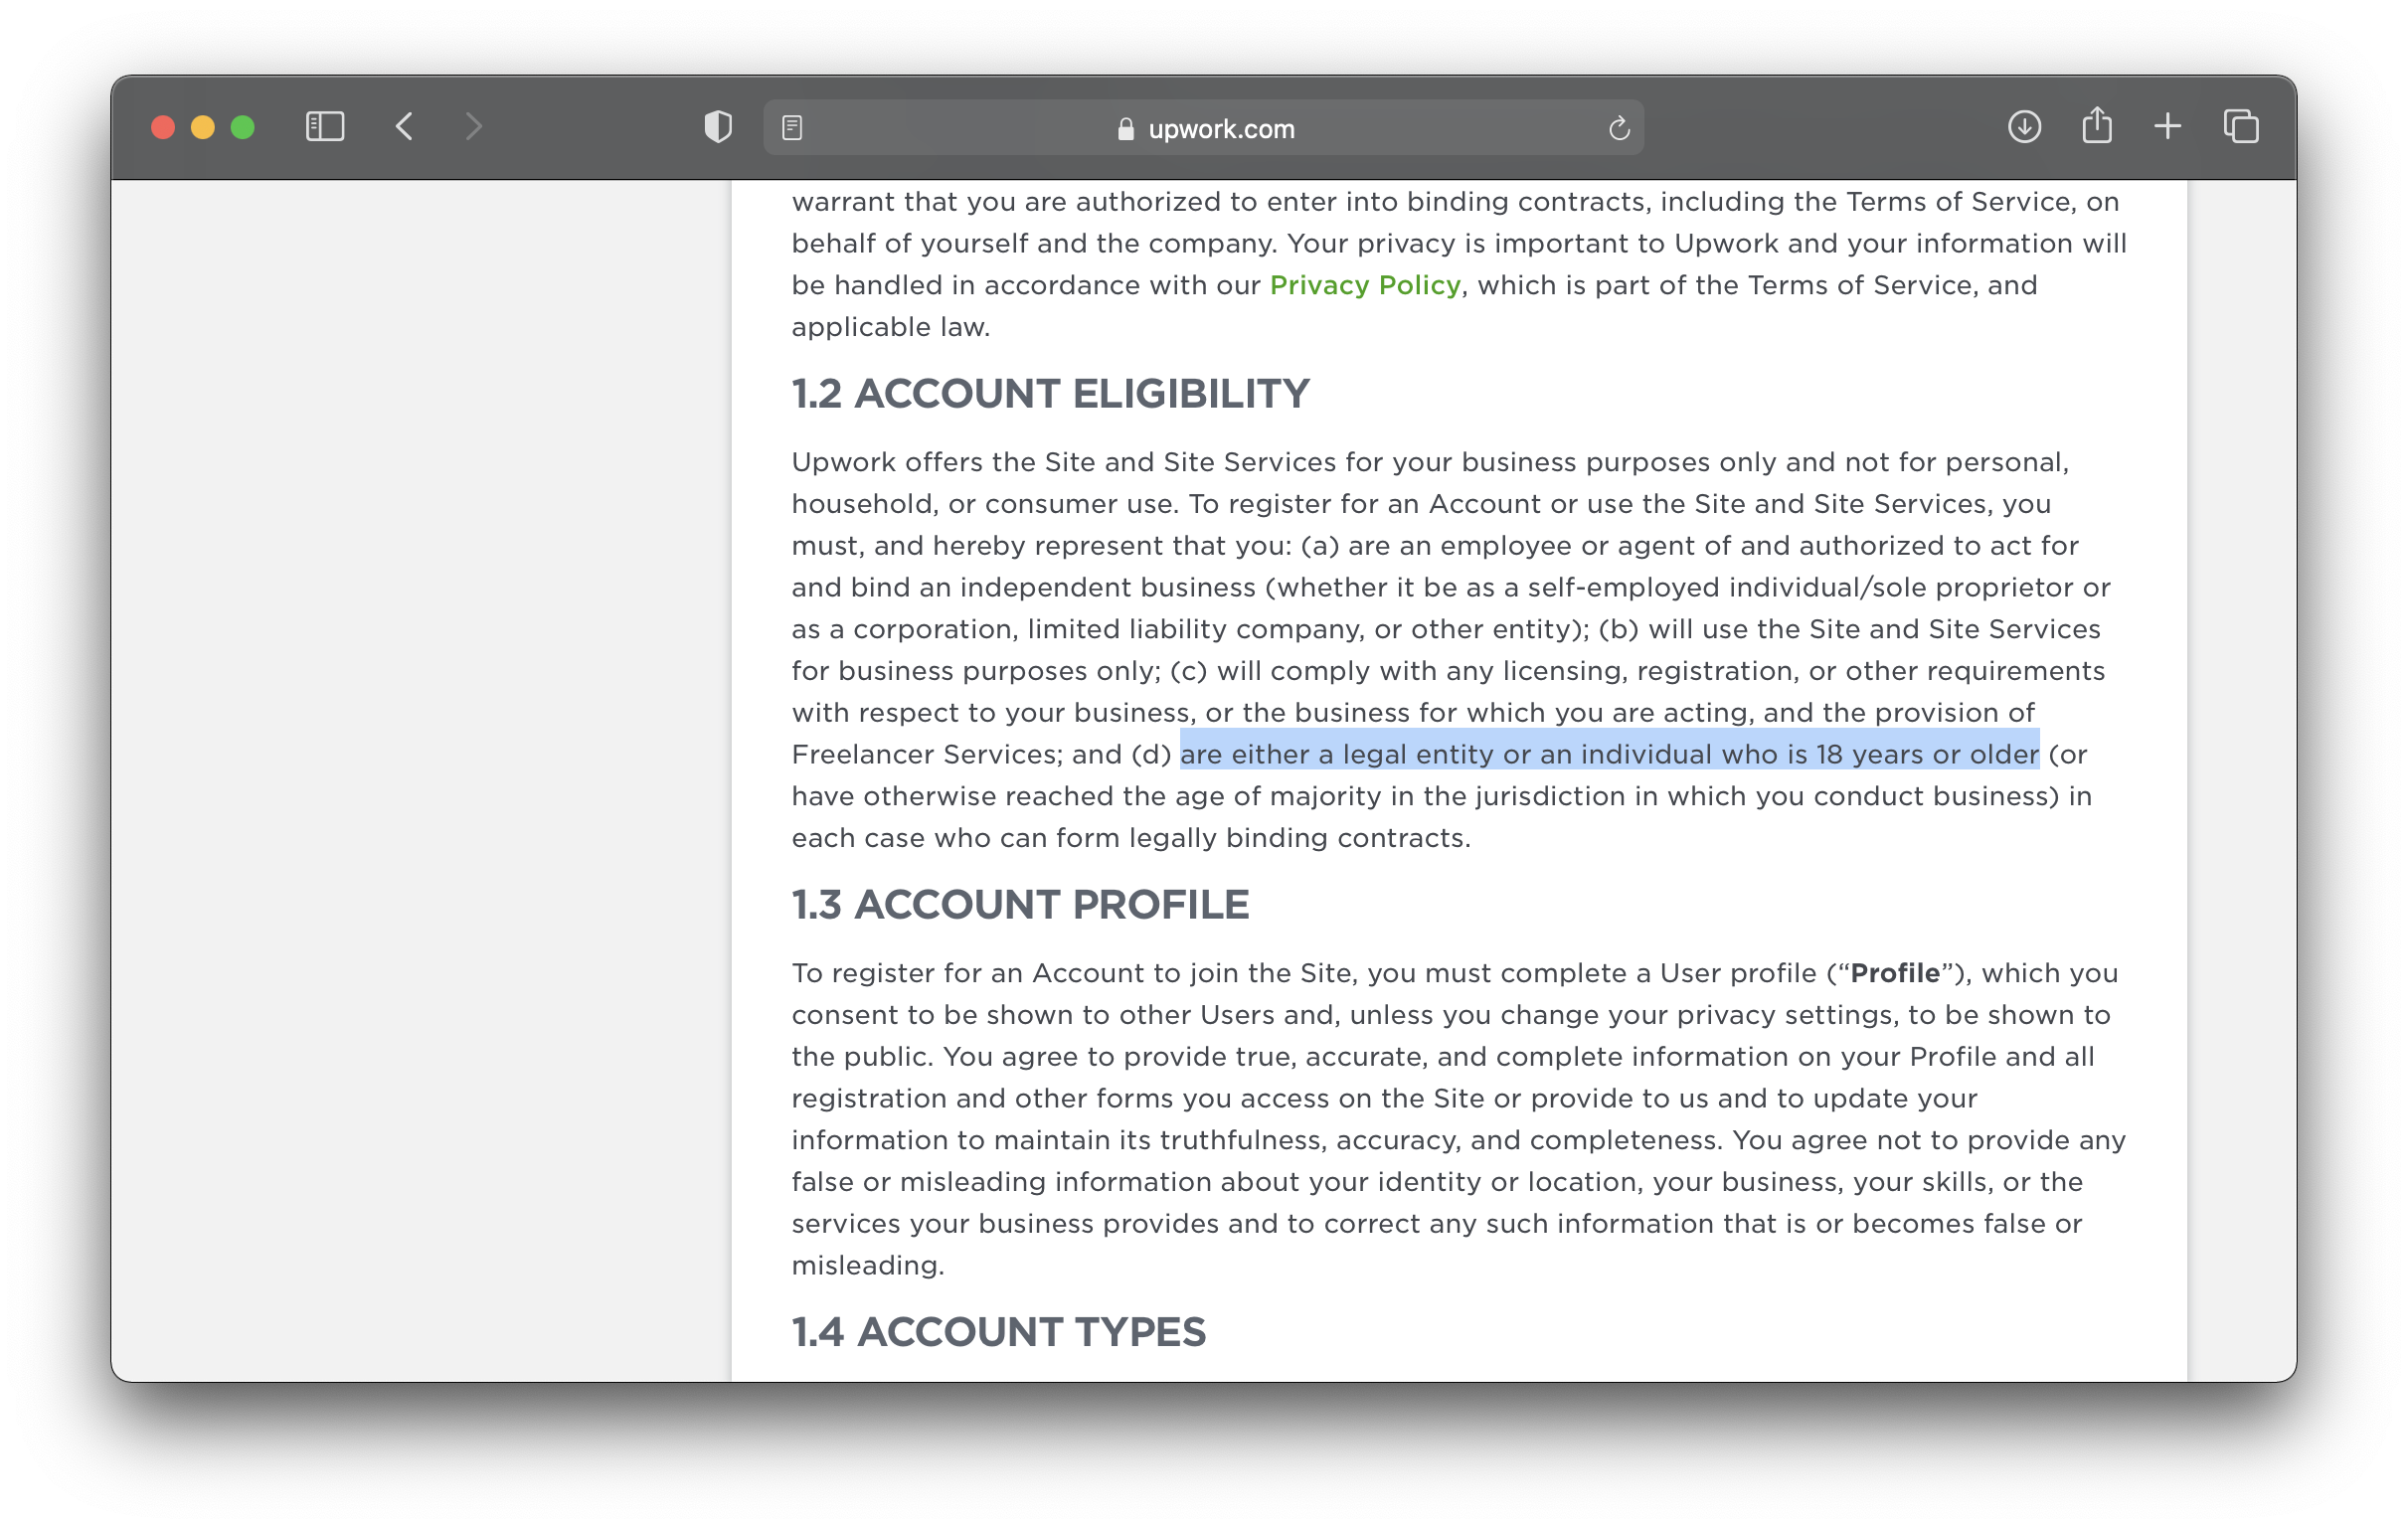 upwork.com
warrant that you are authorized to enter into binding contracts, including the Terms of Service, on
behalf of yourself and the company. Your privacy is important to Upwork and your information will
be handled in accordance with our Privacy Policy, which is part of the Terms of Service, and
applicable law.
1.2 ACCOUNT ELIGIBILITY
Upwork offers the Site and Site Services for your business purposes only and not for personal,
household, or consumer use. To register for an Account or use the Site and Site Services, you
must, and hereby represent that you: (a) are an employee or agent of and authorized to act for
and bind an independent business (whether it be as a self-employed individual/sole proprietor or
as a corporation, limited liability company, or other entity); (b) will use the Site and Site Services
for business purposes only; (c) will comply with any licensing, registration, or other requirements
with respect to your business, or the business for which you are acting, and the provision of
Freelancer Services; and (d) are either a legal entity or an individual who is 18 years or older (or
have otherwise reached the age of majority in the jurisdiction in which you conduct business) in
each case who can form legally binding contracts.
1.3 ACCOUNT PROFILE
To register for an Account to join the Site, you must complete a User profile (“Profile”), which you
consent to be shown to other Users and, unless you change your privacy settings, to be shown to
the public. You agree to provide true, accurate, and complete information on your Profile and all
registration and other forms you access on the Site or provide to us and to update your
information to maintain its truthfulness, accuracy, and completeness. You agree not to provide any
false or misleading information about your identity or location, your business, your skills, or the
services your business provides and to correct any such information that is or becomes false or
misleading.
1.4 ACCOUNT TYPES